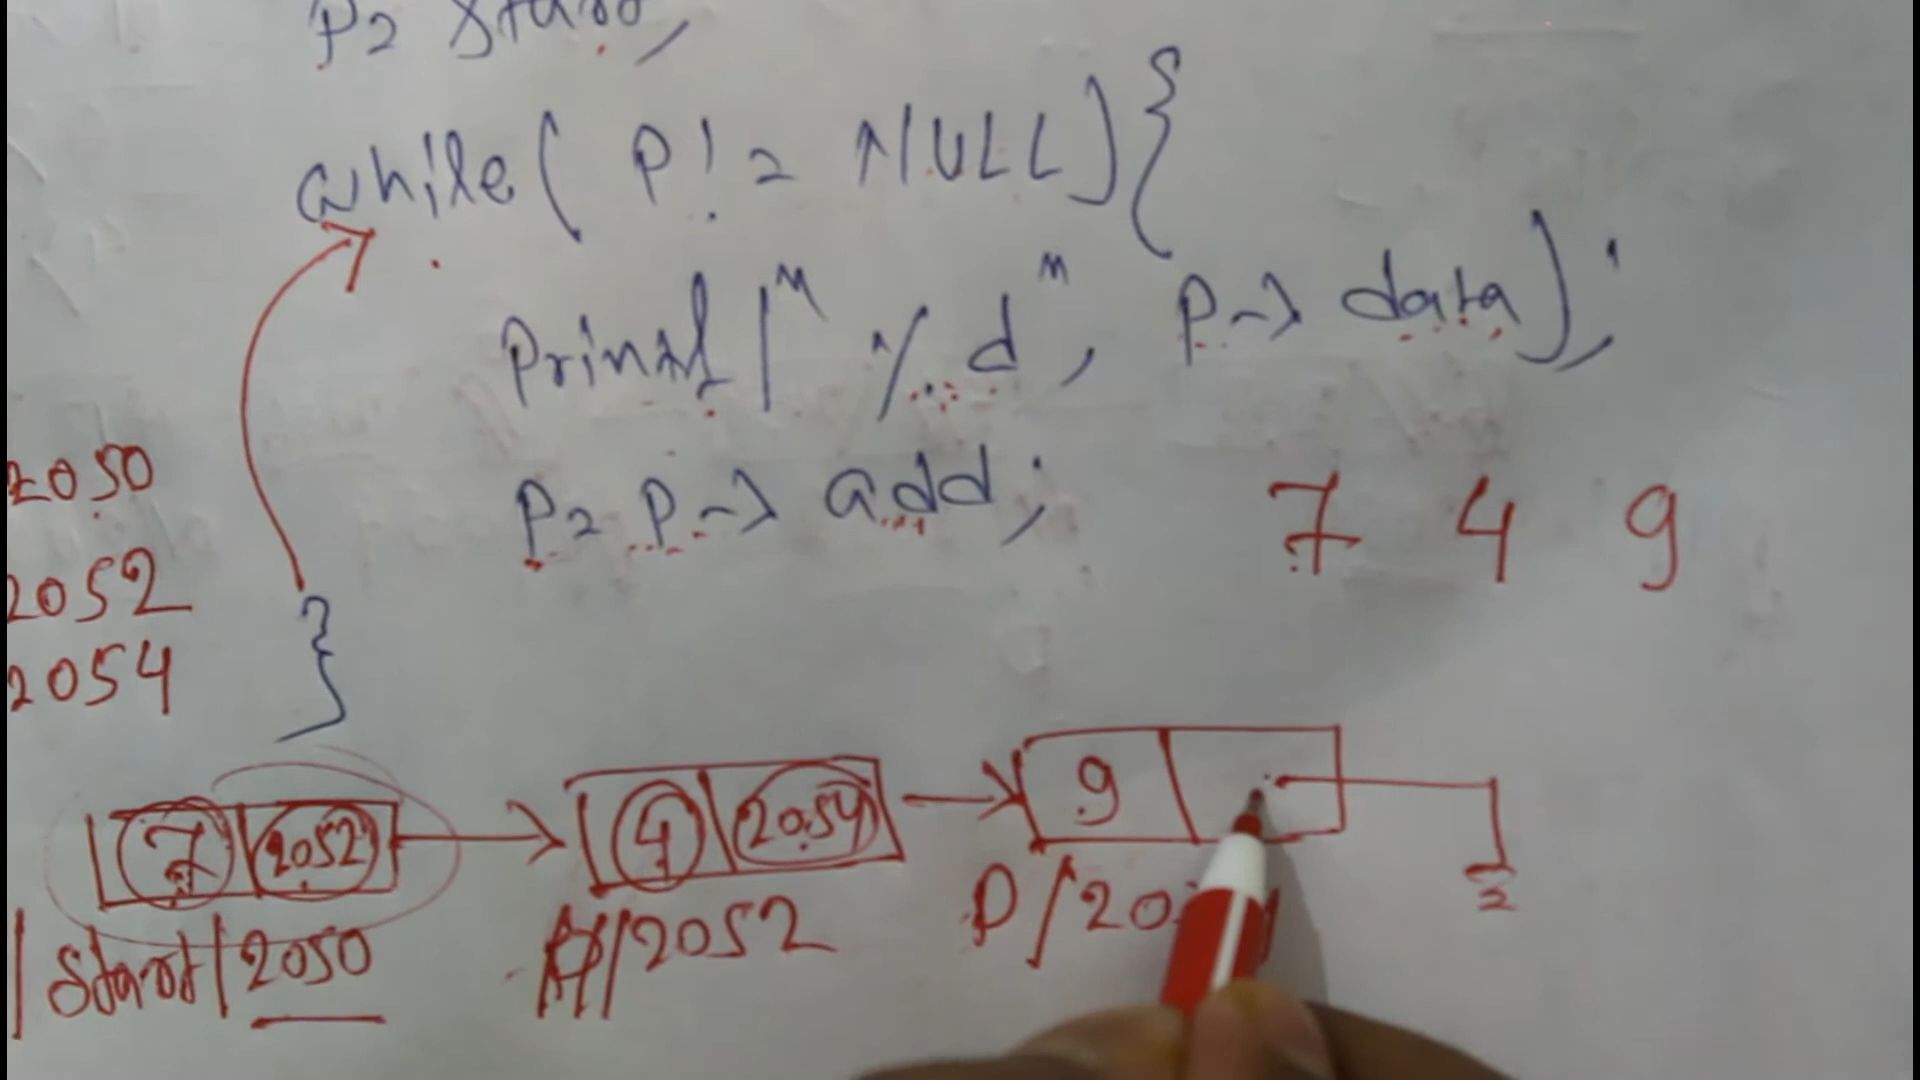 P= start;
while( P!= NULL){
Printf("%d", P-> data);
P= P-> add;
7 4 9
2050
2052
2054
}
7 2052
4 2054
9
start/2050
P/2052
P/